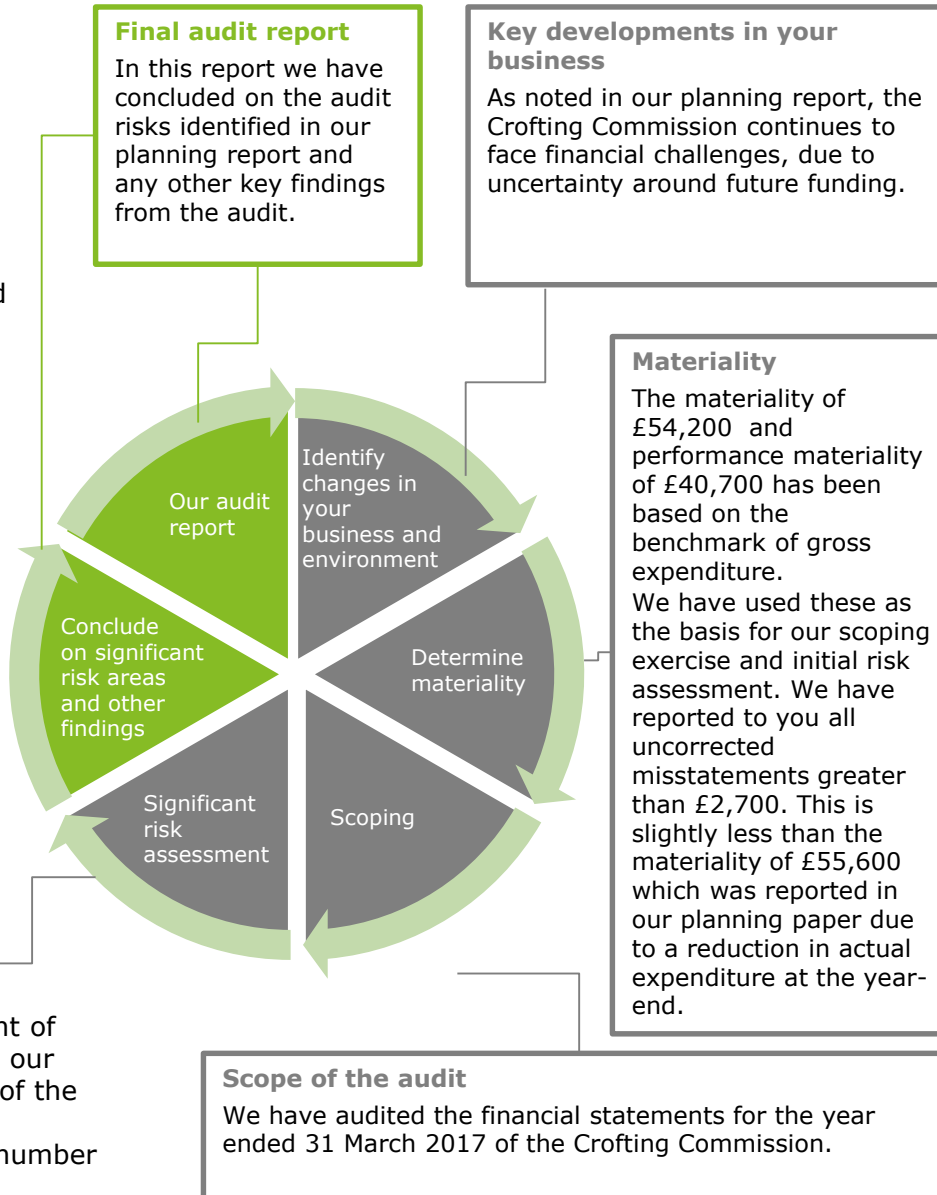 Final audit report
In this report we have
concluded on the audit
risks identified in our
planning report and
any other key findings
from the audit.
Key developments in your
business
As noted in our planning report, the
Crofting Commission continues to
face financial challenges, due to
uncertainty around future funding.
Materiality
The materiality of
£54,200 and
performance materiality
of £40,700 has been
based on the
benchmark of gross
expenditure.
We have used these as
the basis for our scoping
exercise and initial risk
assessment. We have
reported to you all
uncorrected
misstatements greater
than £2,700. This is
slightly less than the
materiality of £55,600
which was reported in
our planning paper due
to a reduction in actual
expenditure at the year-
end.
Our audit
report
Identify
changes in
your
business and
environment
Conclude
on significant
risk areas
and other
findings
Determine
materiality
Significant
risk
assessment
Scoping
of
our
of the
number
Scope of the audit
We have audited the financial statements for the year
ended 31 March 2017 of the Crofting Commission.